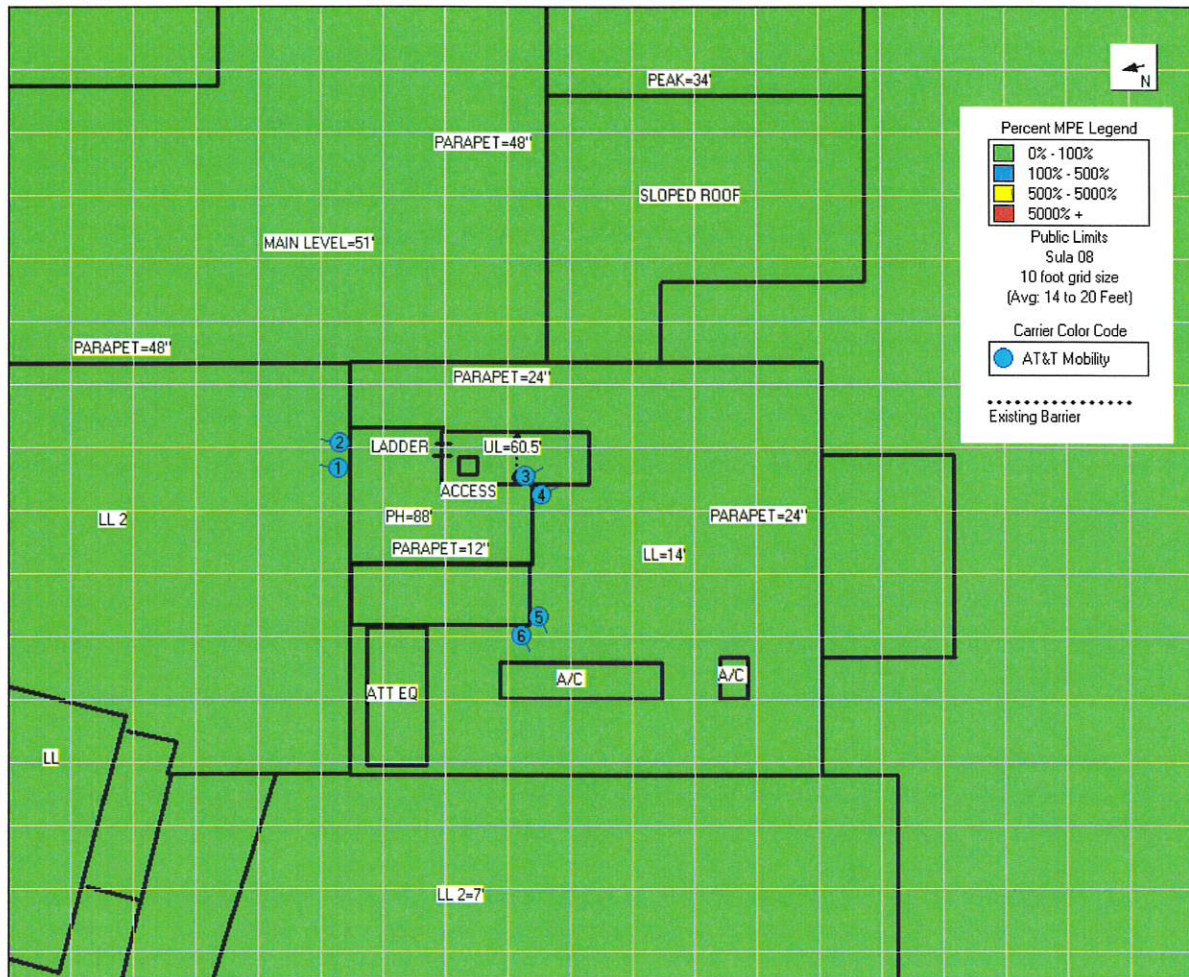 PEAK=34'
N
PARAPET=48"
SLOPED ROOF
MAIN LEVEL=51'
PARAPET=48"
PARAPET=24"
2
LADDER
UL=60.5'
1
3
ACCESS
4
LL 2
PH=88'
PARAPET=24"
PARAPET=12"
LL=14'
5
6
ATT EQ
A/C
A/C
LL
LL 2=7'
Percent MPE Legend
0% - 100%
100% - 500%
500% - 5000%
5000% +
Public Limits
Sula 08
10 foot grid size
(Avg: 14 to 20 Feet)
Carrier Color Code
AT&T Mobility
Existing Barrier